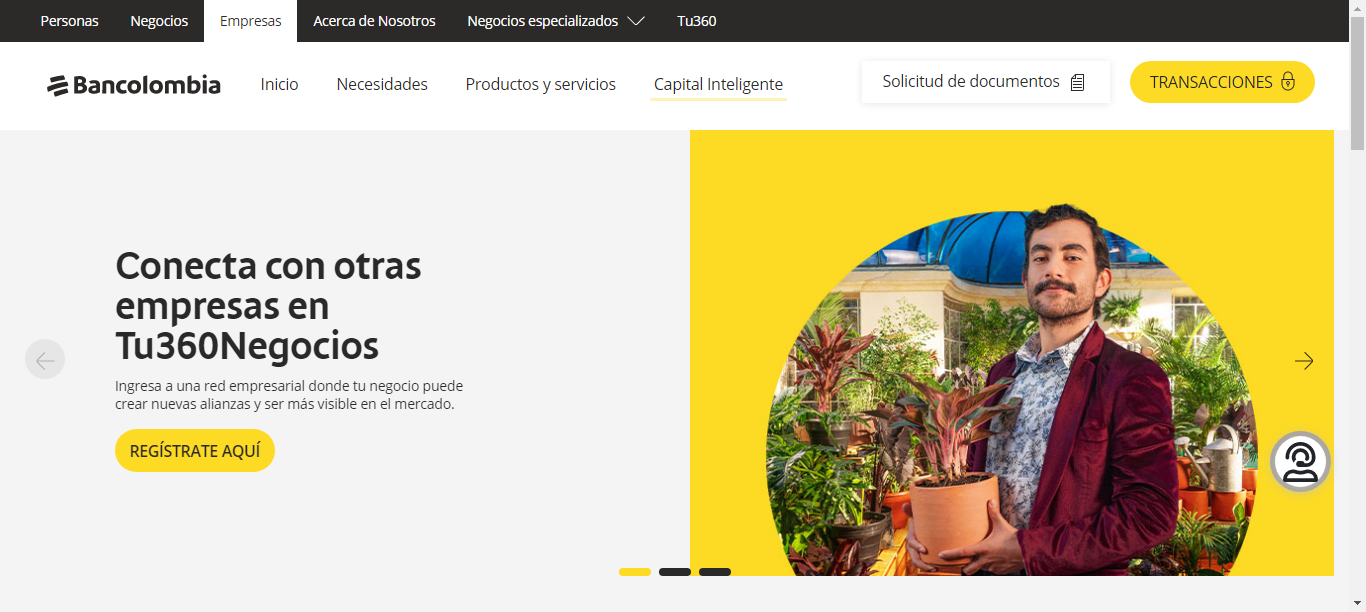 Personas Negocios Empresas Acerca de Nosotros Negocios especializados Tu360
Bancolombia Inicio Necesidades Productos y servicios Capital Inteligente Solicitud de documentos TRANSACCIONES
Conecta con otras
empresas en
Tu360Negocios
Ingresa a una red empresarial donde tu negocio puede
crear nuevas alianzas y ser más visible en el mercado.
REGÍSTRATE AQUÍ